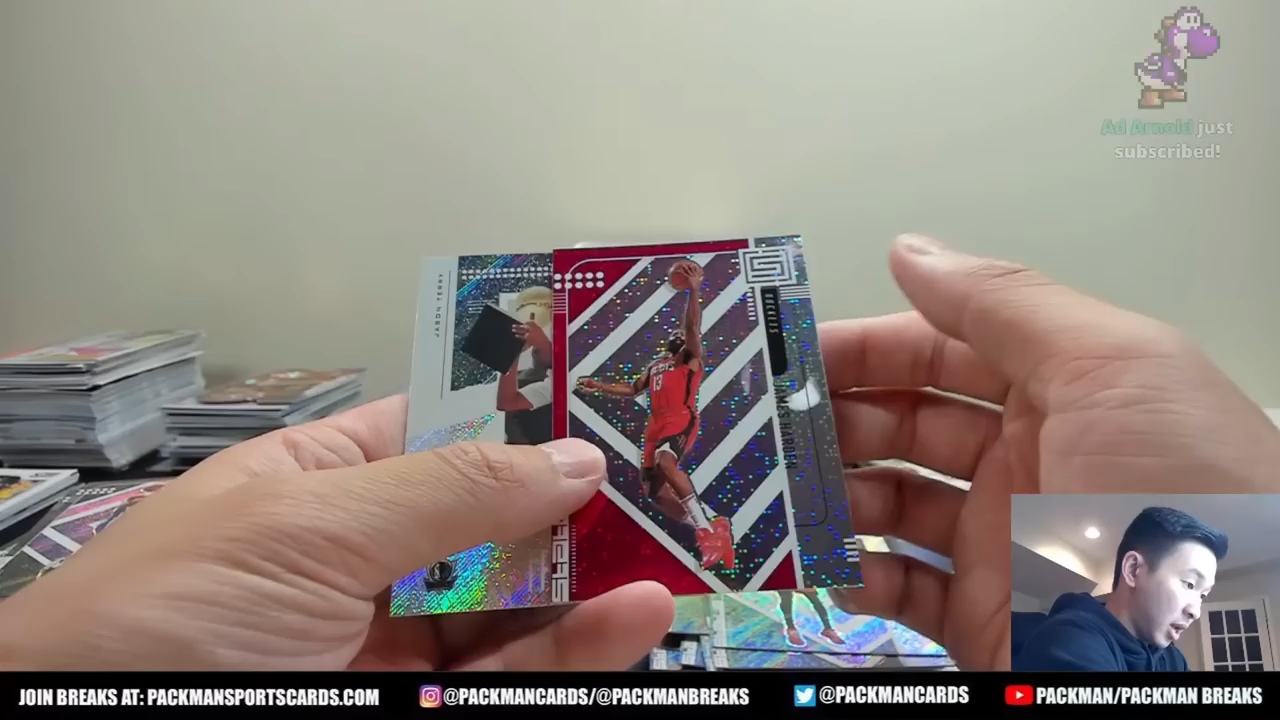 Ad Arnold just
subscribed!
JASON TERRY
ROCKETS
JAMES HARDEN
13
JOIN BREAKS AT: PACKMANSPORTSCARDS.COM
@PACKMANCARDS/@PACKMANBREAKS
@PACKMANCARDS
PACKMAN/PACKMAN BREAKS